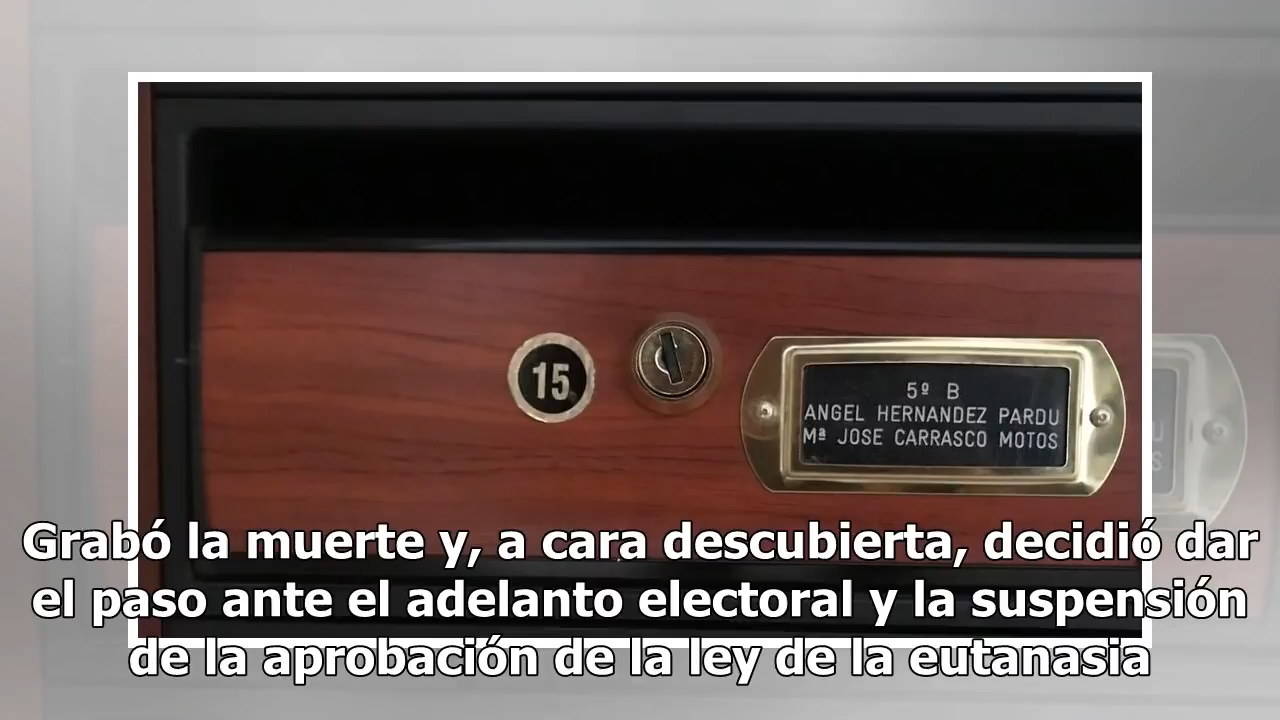 15
5º B
ANGEL HERNANDEZ PARDU
Mª JOSE CARRASCO MOTOS
Grabó la muerte y, a cara descubierta, decidió dar
el paso ante el adelanto electoral y la suspensión
de la aprobación de la ley de la eutanasia